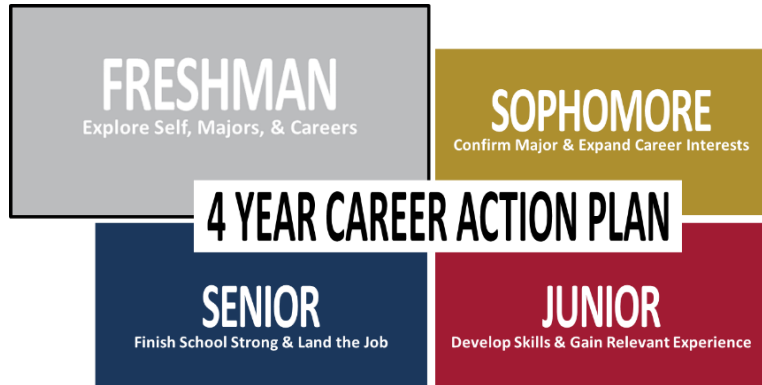 FRESHMAN
Explore Self, Majors, & Careers
SOPHOMORE
Confirm Major & Expand Career Interests
4 YEAR CAREER ACTION PLAN
SENIOR
Finish School Strong & Land the Job
JUNIOR
Develop Skills & Gain Relevant Experience